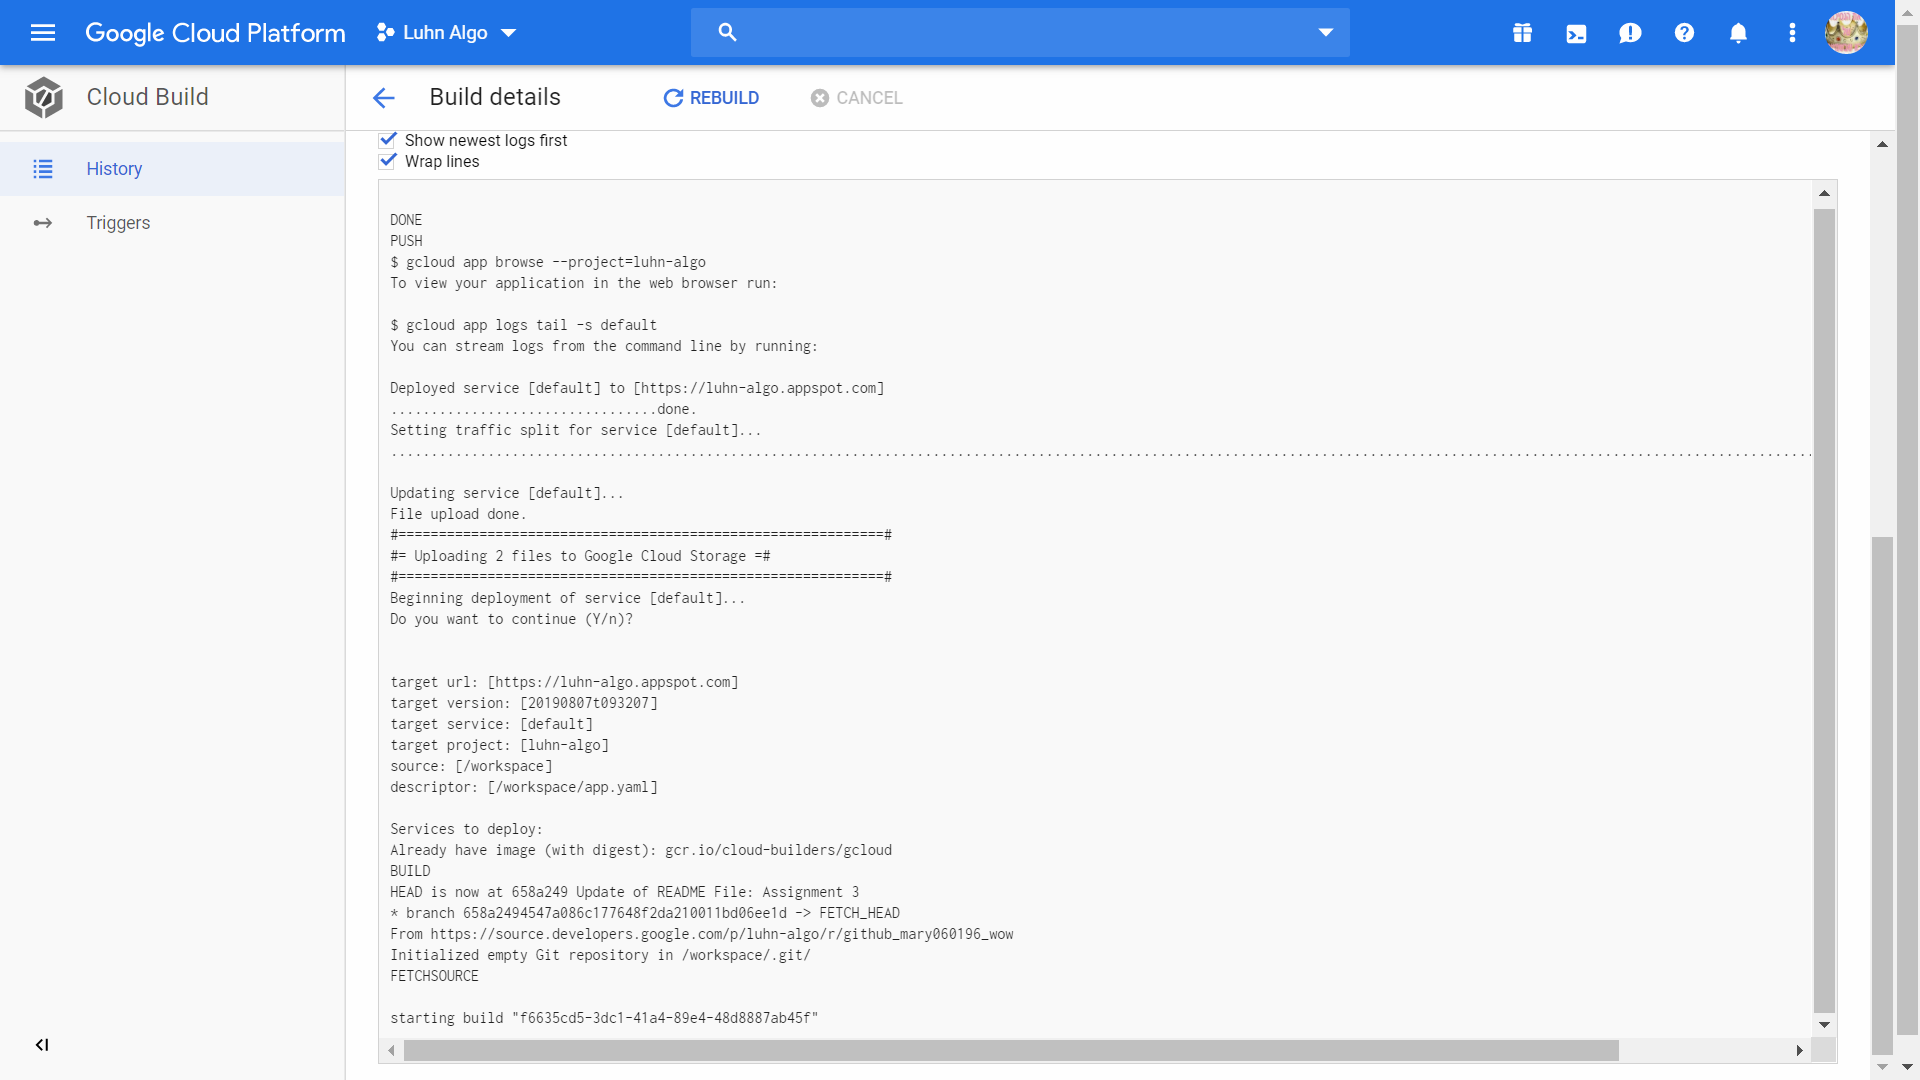 Google Cloud Platform
Luhn Algo
Cloud Build
Build details
REBUILD
CANCEL
History
Triggers
Show newest logs first
Wrap lines
DONE
PUSH
$ gcloud app browse --project=luhn-algo
To view your application in the web browser run:
$ gcloud app logs tail -s default
You can stream logs from the command line by running:
Deployed service [default] to [https://luhn-algo.appspot.com]
.................................done.
Setting traffic split for service [default]...
................................................................................................................................................................................
Updating service [default]...
File upload done.
#============================================================#
#= Uploading 2 files to Google Cloud Storage =#
#============================================================#
Beginning deployment of service [default]...
Do you want to continue (Y/n)?
target url: [https://luhn-algo.appspot.com]
target version: [20190807t093207]
target service: [default]
target project: [luhn-algo]
source: [/workspace]
descriptor: [/workspace/app.yaml]
Services to deploy:
Already have image (with digest): gcr.io/cloud-builders/gcloud
BUILD
HEAD is now at 658a249 Update of README File: Assignment 3
* branch 658a2494547a086c177648f2da210011bd06ee1d -> FETCH_HEAD
From https://source.developers.google.com/p/luhn-algo/r/github_mary060196_wow
Initialized empty Git repository in /workspace/.git/
FETCHSOURCE
starting build "f6635cd5-3dc1-41a4-89e4-48d8887ab45f"